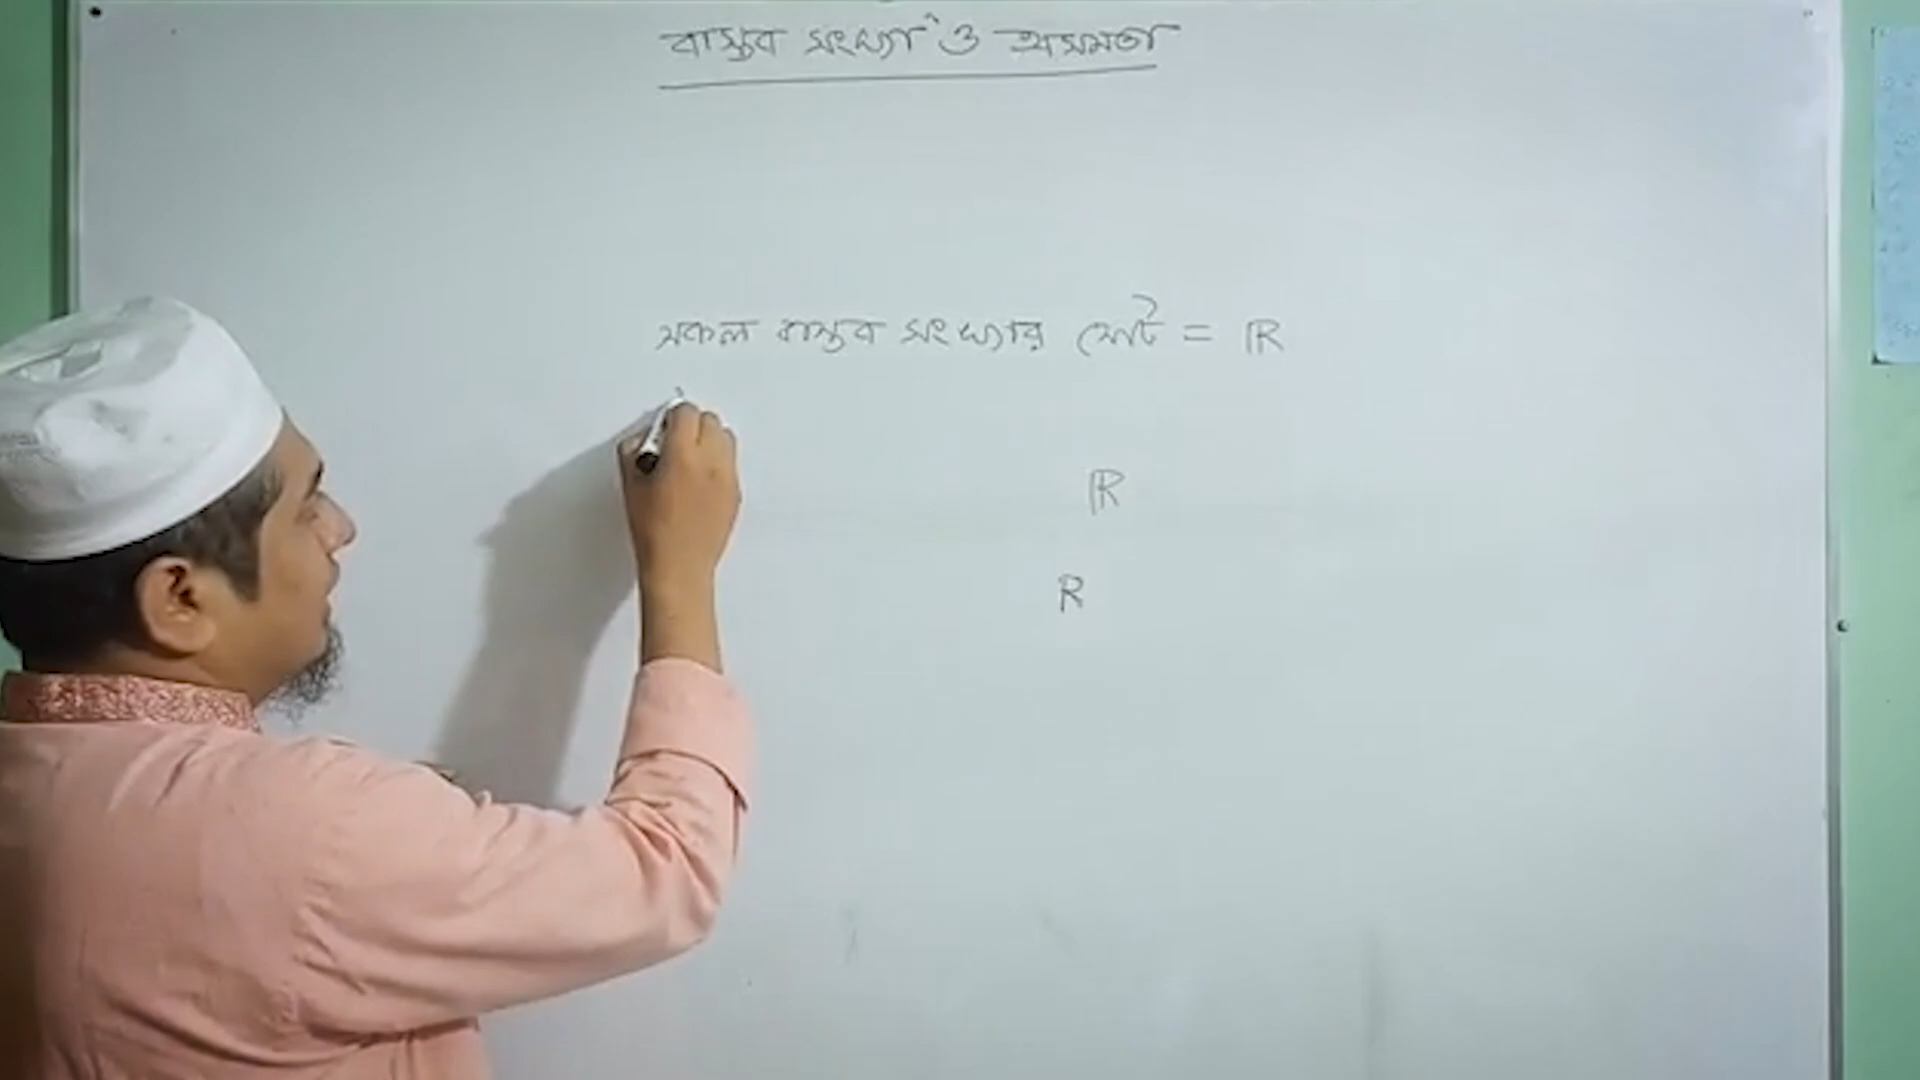 বাস্তব সংখ্যা ও অসমতা
সকল বাস্তব সংখ্যার সেট = ℝ
ℝ
R